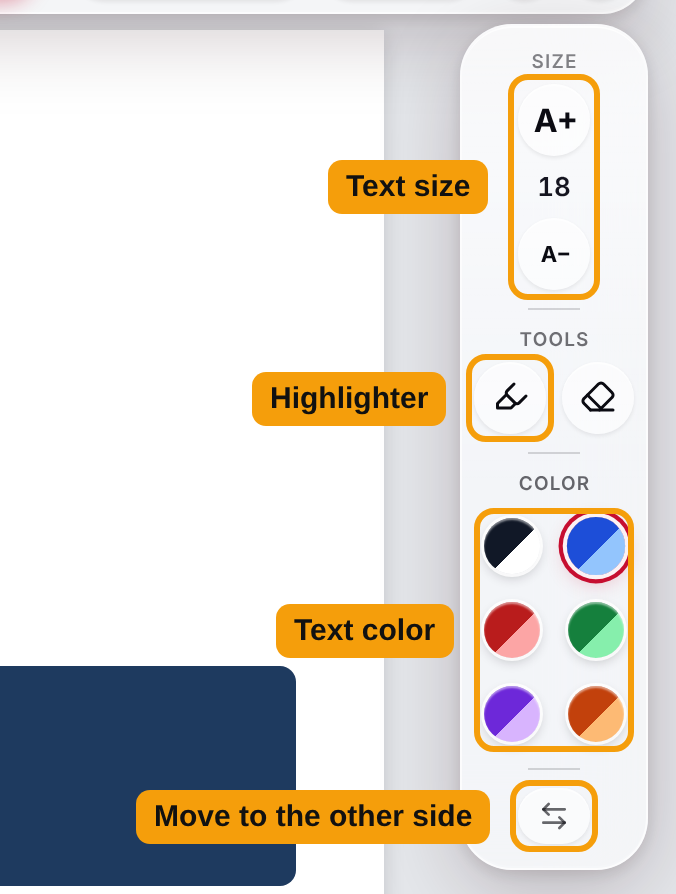 SIZE
A+
Text size
18
A−
TOOLS
Highlighter
COLOR
Text color
Move to the other side